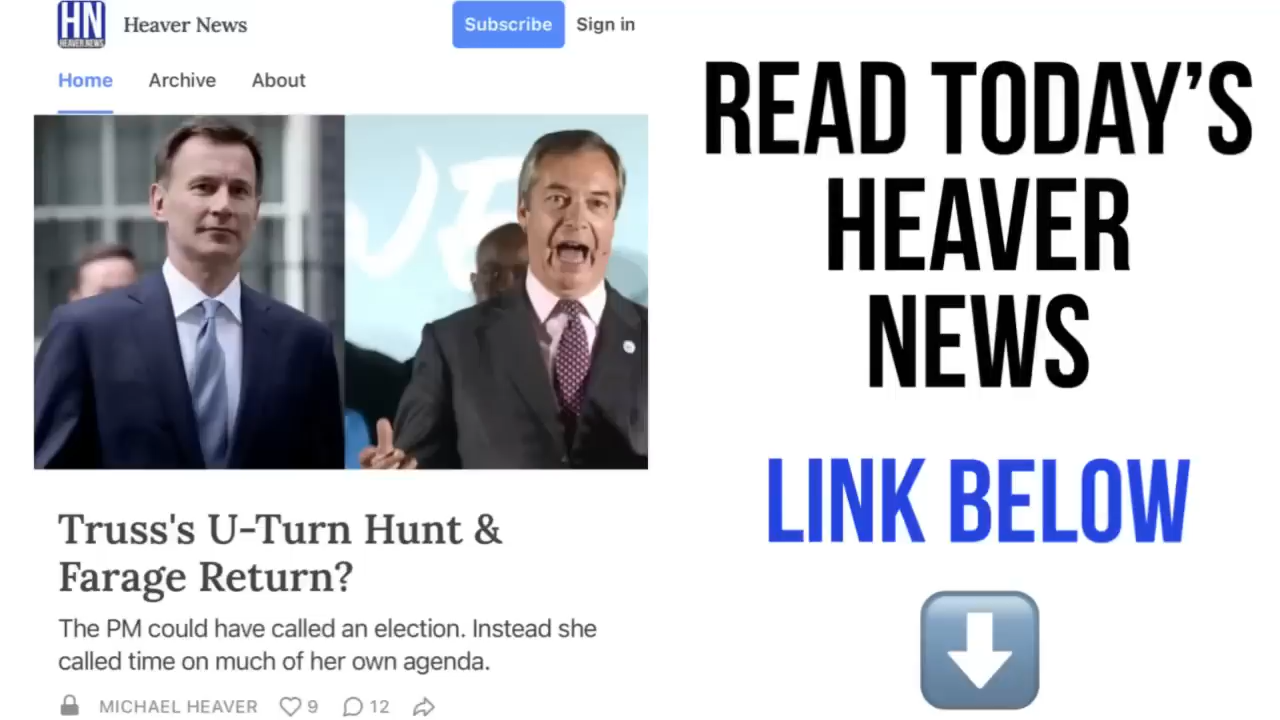 HN
HEAVER NEWS
Heaver News
Subscribe
Sign in
Home
Archive
About
Truss's U-Turn Hunt &
Farage Return?
The PM could have called an election. Instead she
called time on much of her own agenda.
MICHAEL HEAVER
9
12
READ TODAY'S
HEAVER
NEWS
LINK BELOW